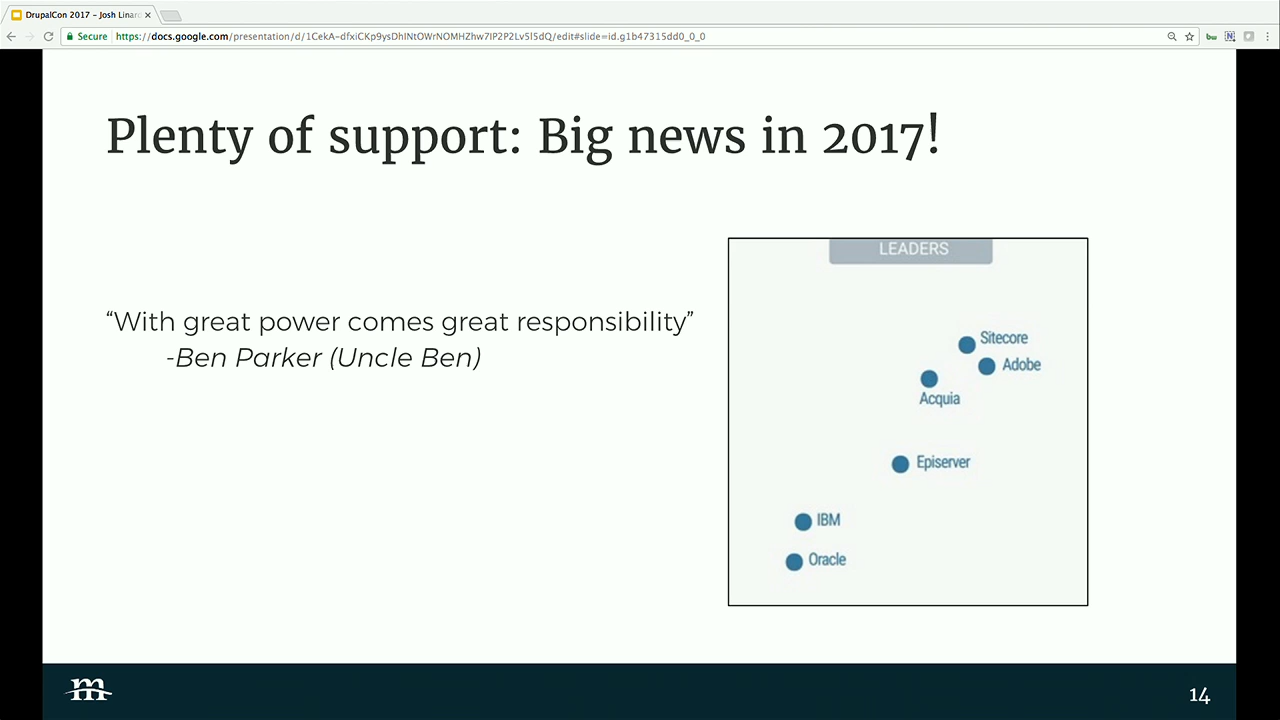 DrupalCon 2017 – Josh Linard
Secure https://docs.google.com/presentation/d/1CekA-dfxiCKp9ysDhINtOWrNOMHZhw7IP2P2Lv5I5dQ/edit#slide=id.g1b47315dd0_0_0
Plenty of support: Big news in 2017!
“With great power comes great responsibility”
-Ben Parker (Uncle Ben)
LEADERS
Sitecore
Adobe
Acquia
Episerver
IBM
Oracle
m
14